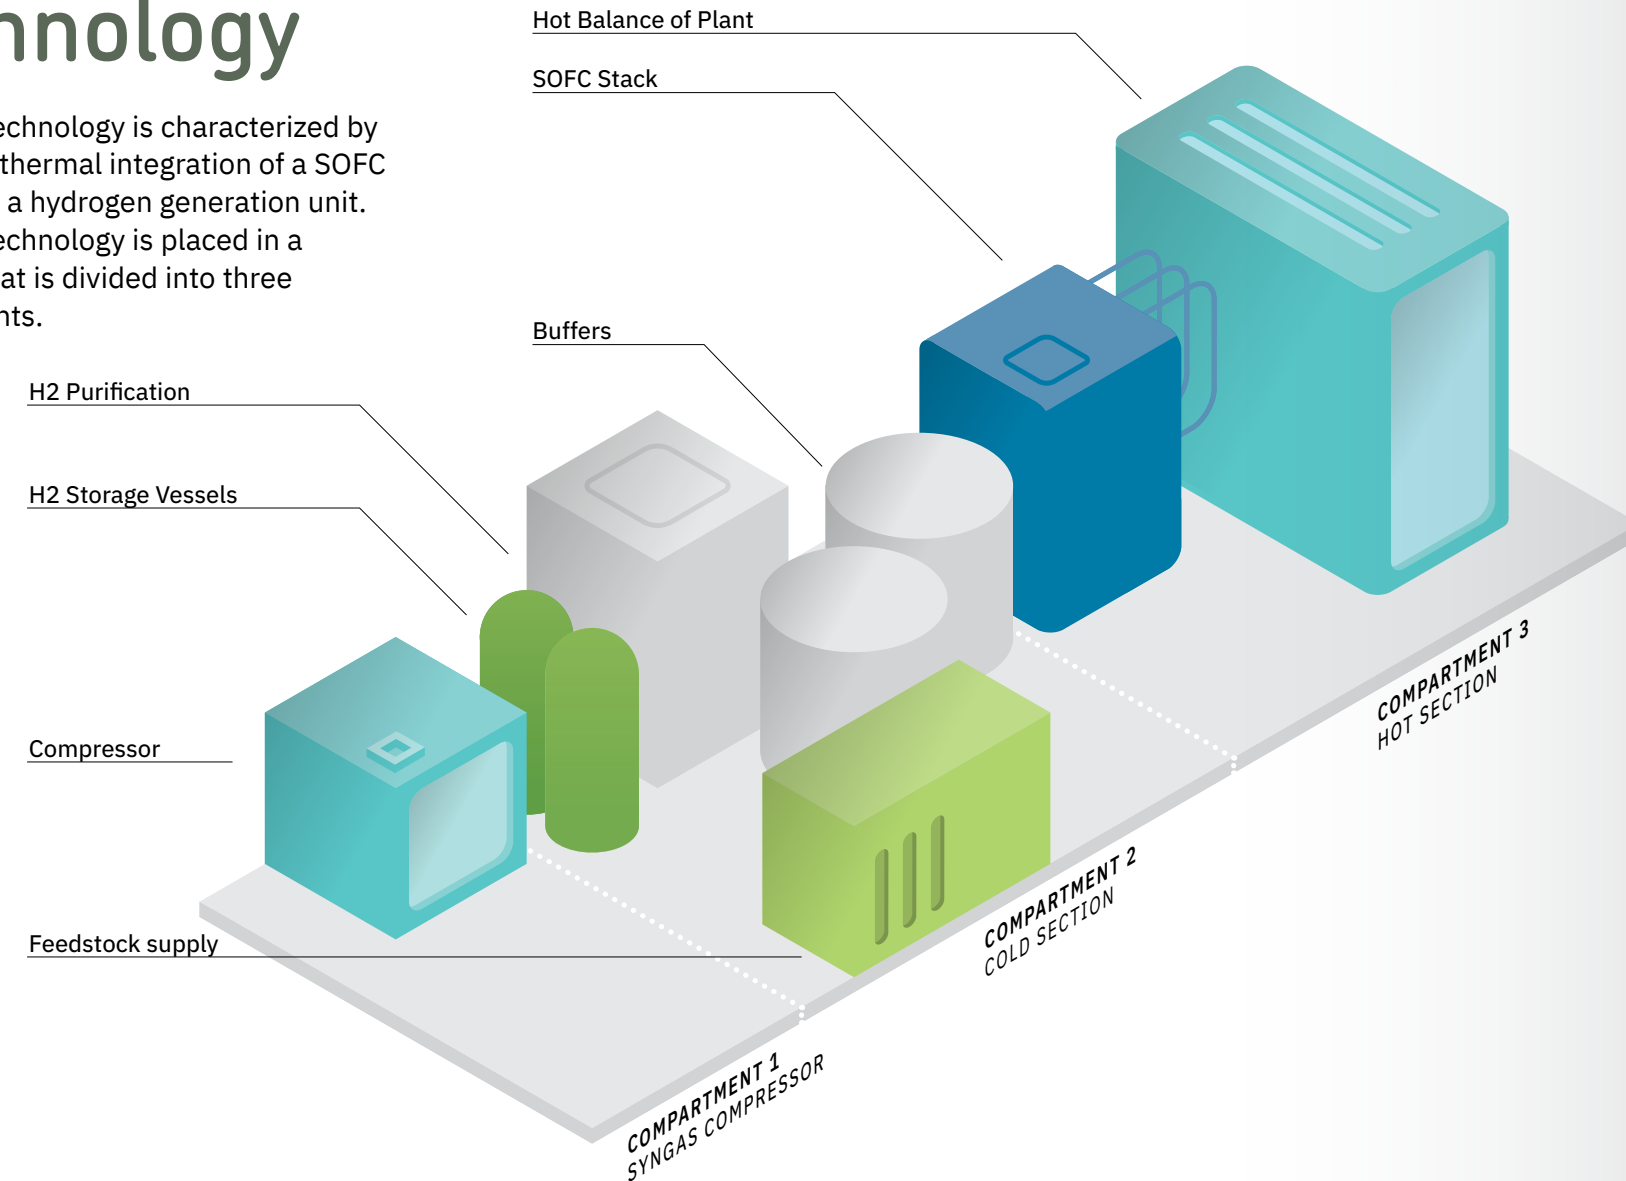 nnology
echnology is characterized by
thermal integration of a SOFC
a hydrogen generation unit.
echnology is placed in a
at is divided into three
nts.
Hot Balance of Plant
SOFC Stack
Buffers
H2 Purification
H2 Storage Vessels
Compressor
Feedstock supply
COMPARTMENT 1
SYNGAS COMPRESSOR
COMPARTMENT 2
COLD SECTION
COMPARTMENT 3
HOT SECTION